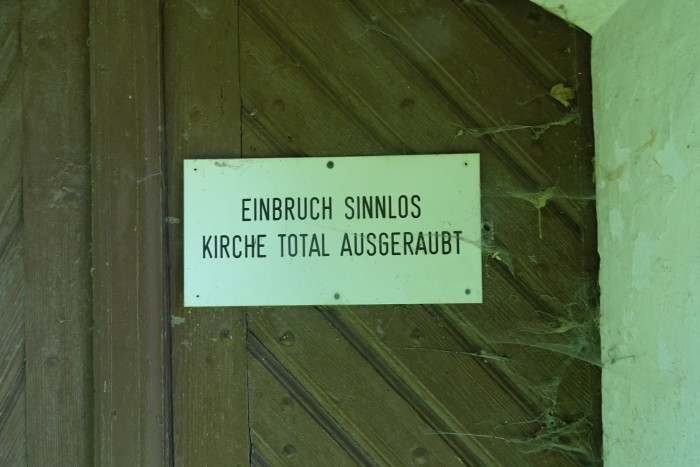 EINBRUCH SINNLOS
KIRCHE TOTAL AUSGERAUBT